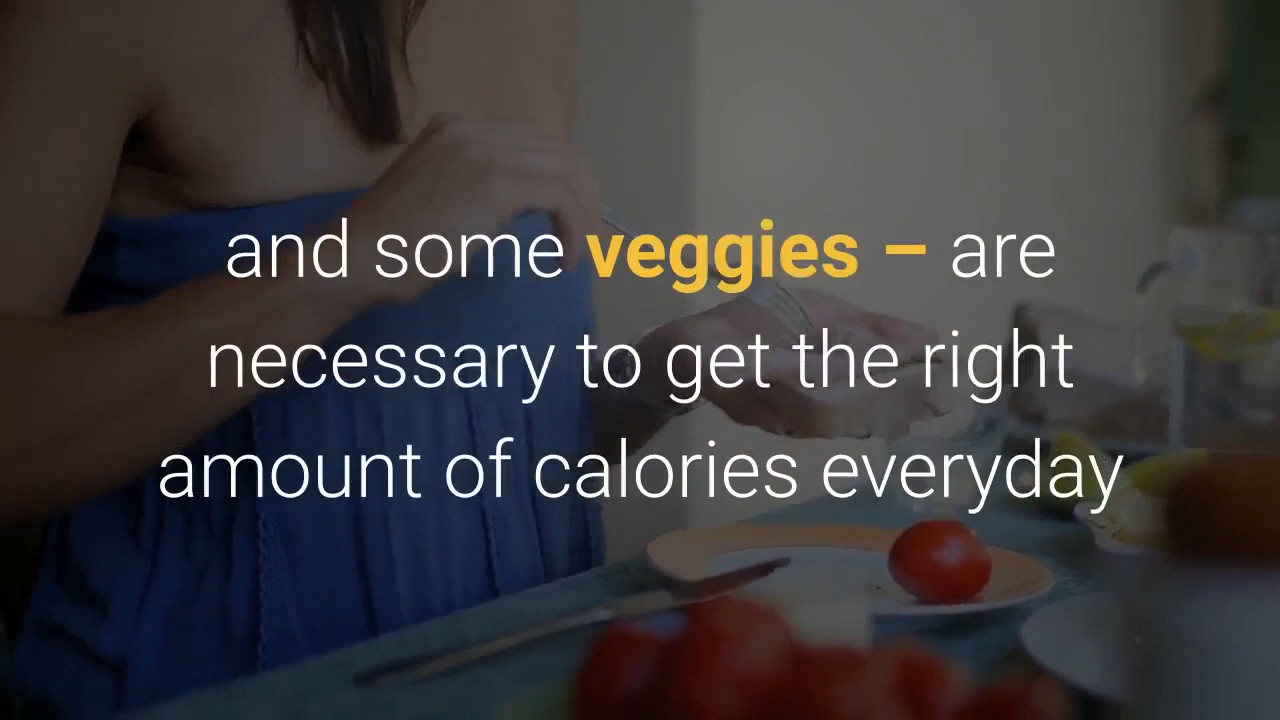 and some veggies – are
necessary to get the right
amount of calories everyday